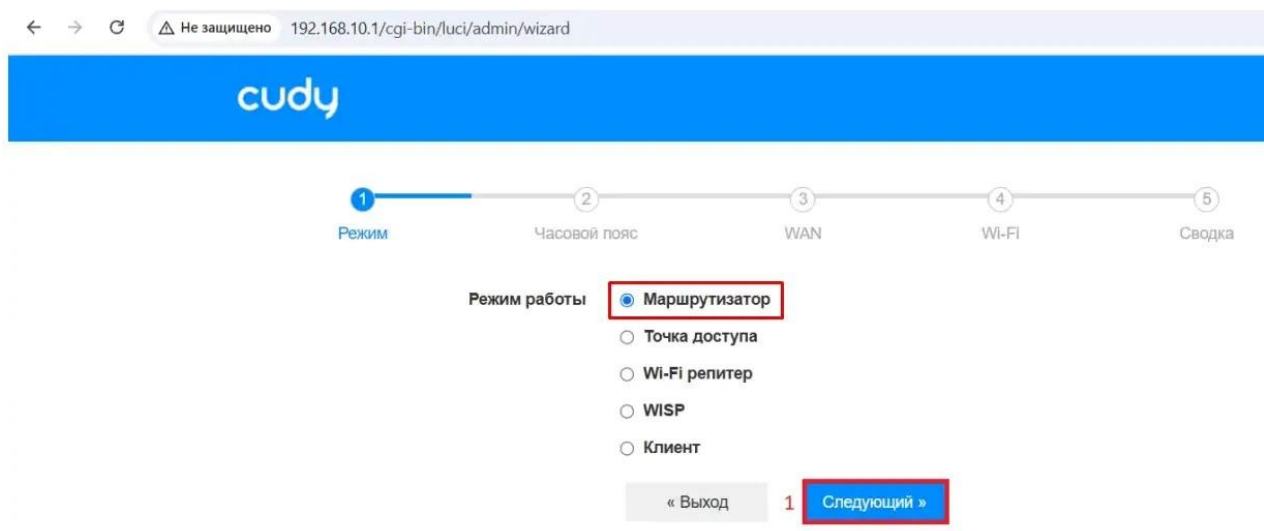 Не защищено 192.168.10.1/cgi-bin/luci/admin/wizard
cudy
1 2 3 4 5
Режим Часовой пояс WAN Wi-Fi Сводка
Режим работы Маршрутизатор
Точка доступа
Wi-Fi репитер
WISP
Клиент
« Выход 1 Следующий »